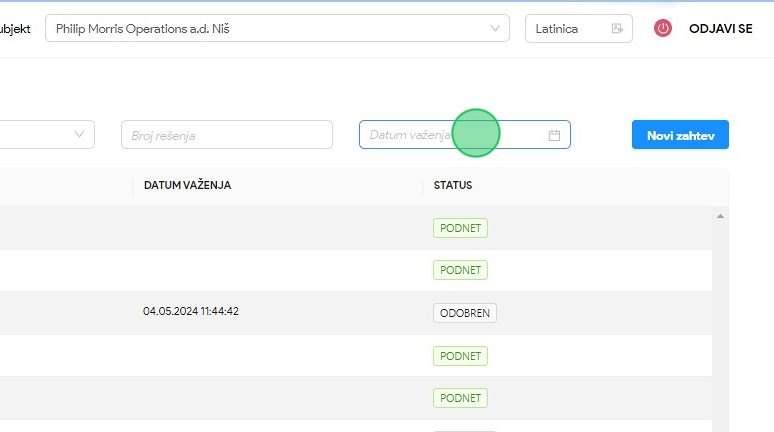 ubjekt Philip Morris Operations a.d. Niš Latinica ODJAVI SE
Broj rešenja Datum važenja Novi zahtev
DATUM VAŽENJA STATUS
PODNET
PODNET
04.05.2024 11:44:42 ODOBREN
PODNET
PODNET